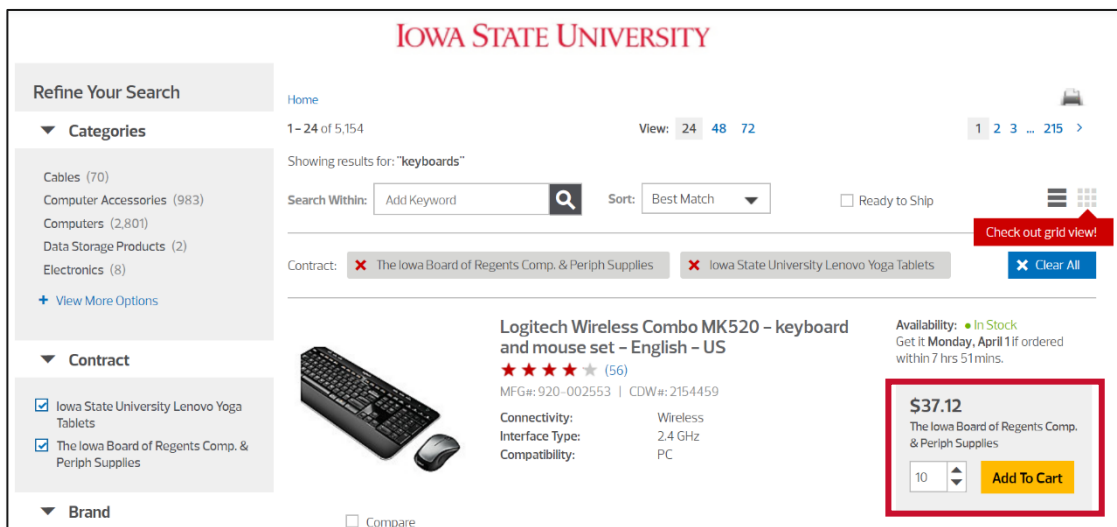 IOWA STATE UNIVERSITY
Refine Your Search
Categories
Cables (70)
Computer Accessories (983)
Computers (2,801)
Data Storage Products (2)
Electronics (8)
+ View More Options
Contract
Iowa State University Lenovo Yoga
Tablets
The Iowa Board of Regents Comp. &
Periph Supplies
Brand
Home
1 - 24 of 5,154
View: 24 48 72
1 2 3 ... 215 >
Showing results for: "keyboards"
Search Within: Add Keyword
Sort: Best Match
Ready to Ship
Check out grid view!
Contract: The Iowa Board of Regents Comp. & Periph Supplies Iowa State University Lenovo Yoga Tablets Clear All
Logitech Wireless Combo MK520 – keyboard
and mouse set – English – US
(56)
MFG#: 920-002553 | CDW#: 2154459
Connectivity: Wireless
Interface Type: 2.4 GHz
Compatibility: PC
Compare
Availability: In Stock
Get it Monday, April 1 if ordered
within 7 hrs 51 mins.
$37.12
The Iowa Board of Regents Comp.
& Periph Supplies
10 Add To Cart